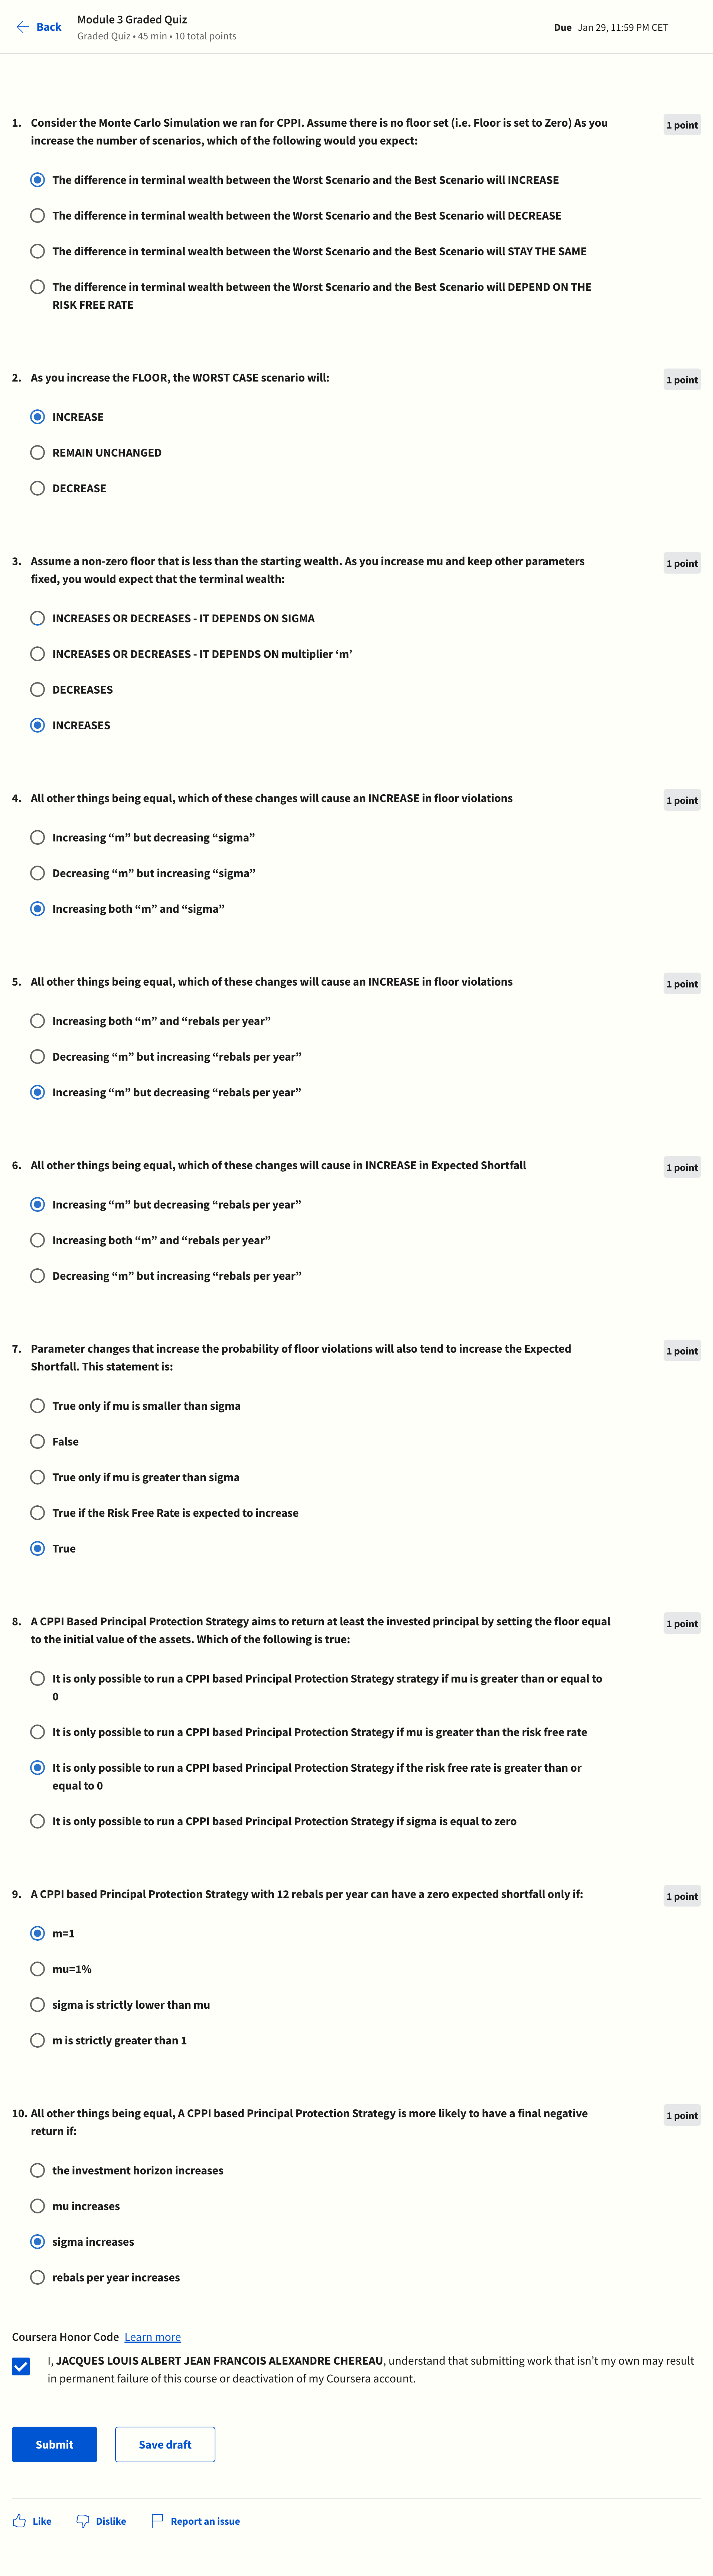 Back
Module 3 Graded Quiz
Graded Quiz • 45 min • 10 total points
Due Jan 29, 11:59 PM CET
1. Consider the Monte Carlo Simulation we ran for CPPI. Assume there is no floor set (i.e. Floor is set to Zero) As you
increase the number of scenarios, which of the following would you expect:
1 point
The difference in terminal wealth between the Worst Scenario and the Best Scenario will INCREASE
The difference in terminal wealth between the Worst Scenario and the Best Scenario will DECREASE
The difference in terminal wealth between the Worst Scenario and the Best Scenario will STAY THE SAME
The difference in terminal wealth between the Worst Scenario and the Best Scenario will DEPEND ON THE
RISK FREE RATE
2. As you increase the FLOOR, the WORST CASE scenario will:
1 point
INCREASE
REMAIN UNCHANGED
DECREASE
3. Assume a non-zero floor that is less than the starting wealth. As you increase mu and keep other parameters
fixed, you would expect that the terminal wealth:
1 point
INCREASES OR DECREASES - IT DEPENDS ON SIGMA
INCREASES OR DECREASES - IT DEPENDS ON multiplier ‘m’
DECREASES
INCREASES
4. All other things being equal, which of these changes will cause an INCREASE in floor violations
1 point
Increasing “m” but decreasing “sigma”
Decreasing “m” but increasing “sigma”
Increasing both “m” and “sigma”
5. All other things being equal, which of these changes will cause an INCREASE in floor violations
1 point
Increasing both “m” and “rebals per year”
Decreasing “m” but increasing “rebals per year”
Increasing “m” but decreasing “rebals per year”
6. All other things being equal, which of these changes will cause in INCREASE in Expected Shortfall
1 point
Increasing “m” but decreasing “rebals per year”
Increasing both “m” and “rebals per year”
Decreasing “m” but increasing “rebals per year”
7. Parameter changes that increase the probability of floor violations will also tend to increase the Expected
Shortfall. This statement is:
1 point
True only if mu is smaller than sigma
False
True only if mu is greater than sigma
True if the Risk Free Rate is expected to increase
True
8. A CPPI Based Principal Protection Strategy aims to return at least the invested principal by setting the floor equal
to the initial value of the assets. Which of the following is true:
1 point
It is only possible to run a CPPI based Principal Protection Strategy strategy if mu is greater than or equal to
0
It is only possible to run a CPPI based Principal Protection Strategy if mu is greater than the risk free rate
It is only possible to run a CPPI based Principal Protection Strategy if the risk free rate is greater than or
equal to 0
It is only possible to run a CPPI based Principal Protection Strategy if sigma is equal to zero
9. A CPPI based Principal Protection Strategy with 12 rebals per year can have a zero expected shortfall only if:
1 point
m=1
mu=1%
sigma is strictly lower than mu
m is strictly greater than 1
10. All other things being equal, A CPPI based Principal Protection Strategy is more likely to have a final negative
return if:
1 point
the investment horizon increases
mu increases
sigma increases
rebals per year increases
Coursera Honor Code Learn more
I, JACQUES LOUIS ALBERT JEAN FRANCOIS ALEXANDRE CHEREAU, understand that submitting work that isn’t my own may result
in permanent failure of this course or deactivation of my Coursera account.
Submit
Save draft
Like
Dislike
Report an issue